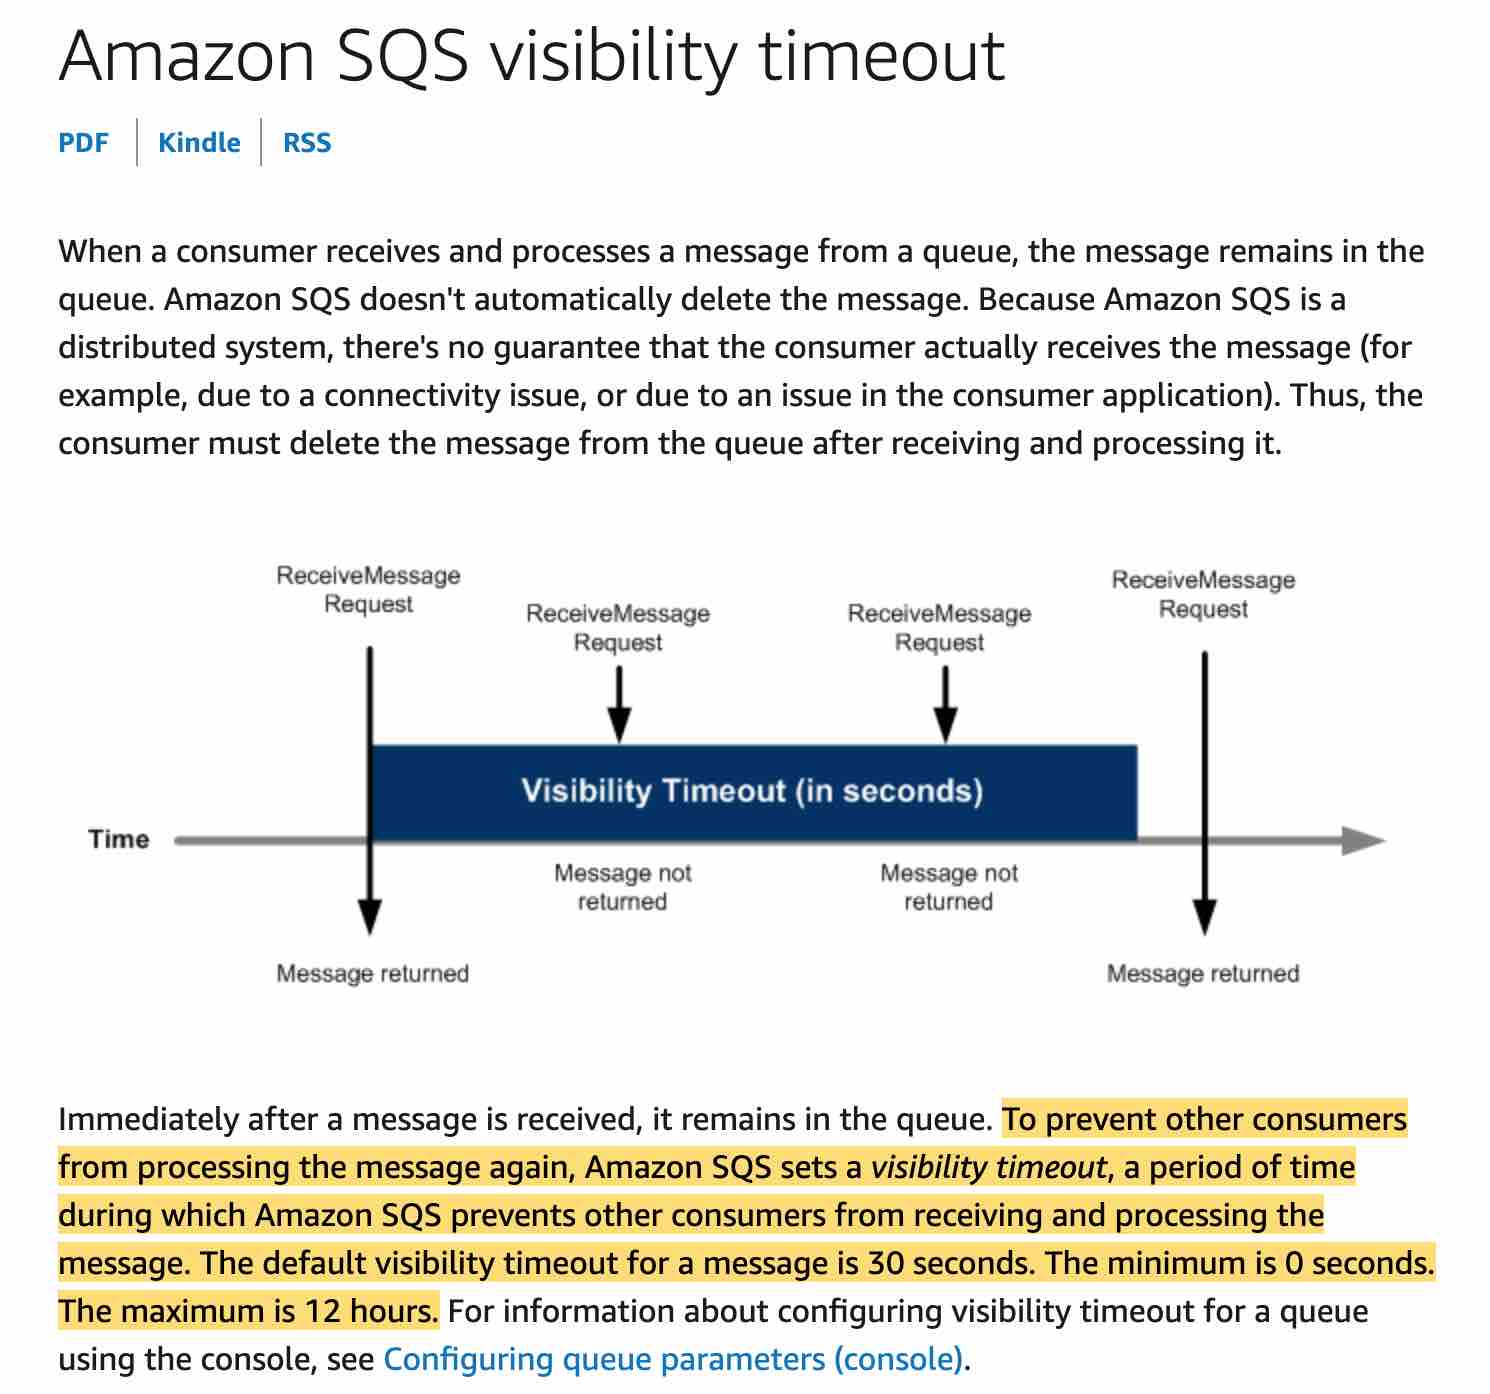 Amazon SQS visibility timeout
PDF
Kindle
RSS
When a consumer receives and processes a message from a queue, the message remains in the
queue. Amazon SQS doesn't automatically delete the message. Because Amazon SQS is a
distributed system, there's no guarantee that the consumer actually receives the message (for
example, due to a connectivity issue, or due to an issue in the consumer application). Thus, the
consumer must delete the message from the queue after receiving and processing it.
ReceiveMessage
Request
ReceiveMessage
Request
ReceiveMessage
Request
ReceiveMessage
Request
Visibility Timeout (in seconds)
Time
Message not
returned
Message not
returned
Message returned
Message returned
Immediately after a message is received, it remains in the queue. To prevent other consumers
from processing the message again, Amazon SQS sets a visibility timeout, a period of time
during which Amazon SQS prevents other consumers from receiving and processing the
message. The default visibility timeout for a message is 30 seconds. The minimum is 0 seconds.
The maximum is 12 hours. For information about configuring visibility timeout for a queue
using the console, see Configuring queue parameters (console).